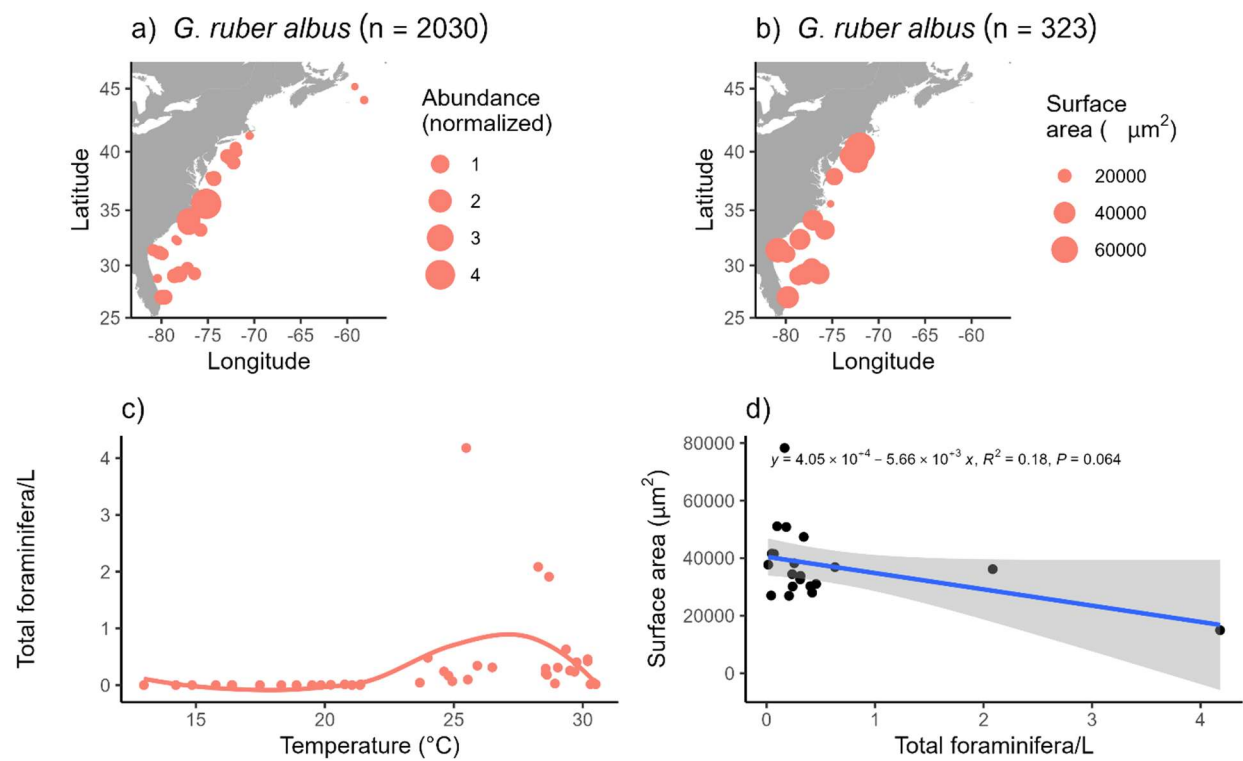 a) G. ruber albus (n = 2030)
45
40
35
30
25
Latitude
-80 -75 -70 -65 -60
Longitude
Abundance
(normalized)
1
2
3
4
b) G. ruber albus (n = 323)
45
40
35
30
25
Latitude
-80 -75 -70 -65 -60
Longitude
Surface
area ( μm²)
20000
40000
60000
c)
4
3
2
1
0
Total foraminifera/L
15 20 25 30
Temperature (°C)
d)
80000
60000
40000
20000
0
Surface area (μm²)
y = 4.05 × 10⁺⁴ − 5.66 × 10⁺³ x, R² = 0.18, P = 0.064
0 1 2 3 4
Total foraminifera/L